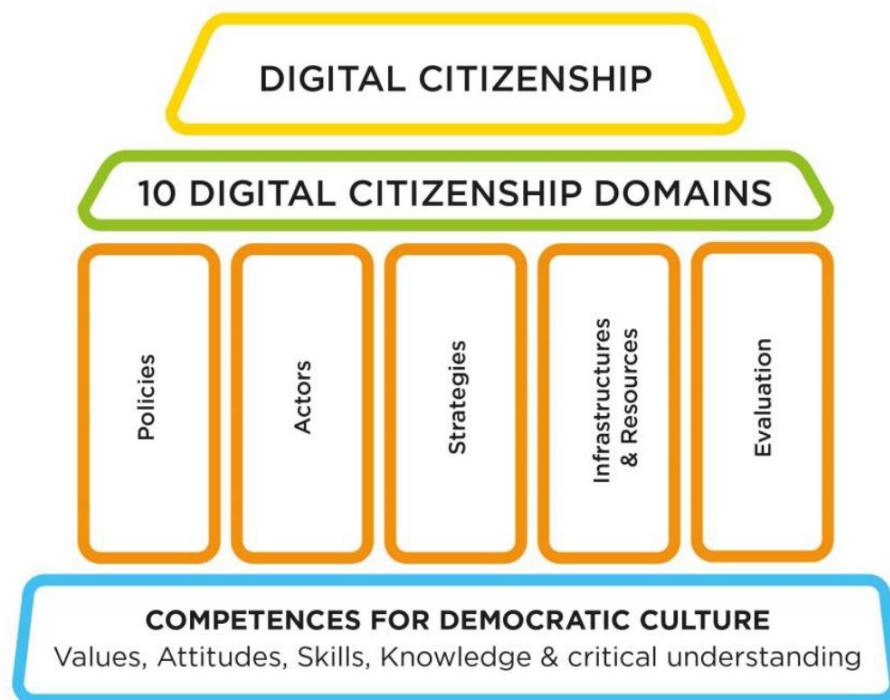 DIGITAL CITIZENSHIP
10 DIGITAL CITIZENSHIP DOMAINS
Policies
Actors
Strategies
Infrastructures
& Resources
Evaluation
COMPETENCES FOR DEMOCRATIC CULTURE
Values, Attitudes, Skills, Knowledge & critical understanding